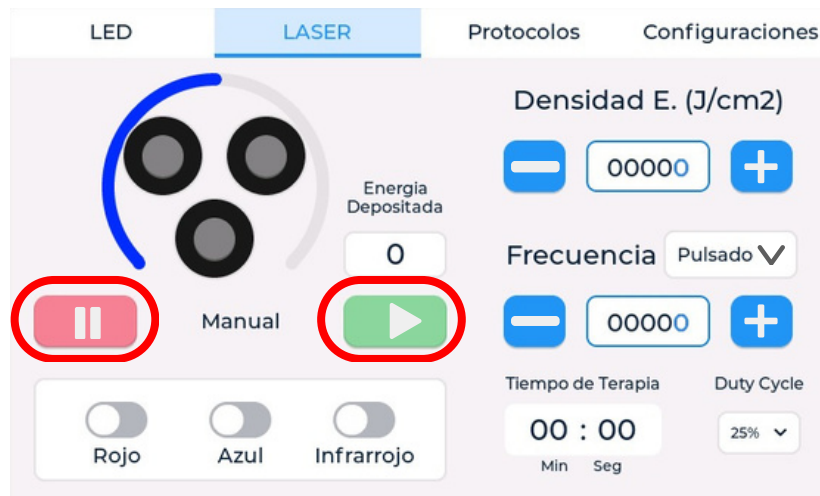 LED LASER Protocolos Configuraciones
Densidad E. (J/cm2)
00000
Energia
Depositada
0
Frecuencia Pulsado
Manual
00000
Tiempo de Terapia Duty Cycle
00 : 00 25%
Min Seg
Rojo Azul Infrarrojo